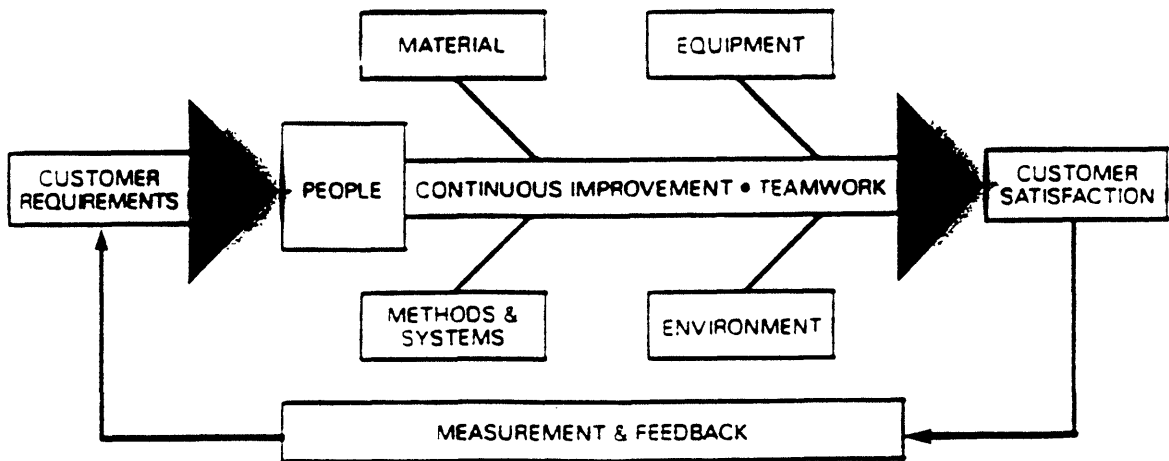 MATERIAL
EQUIPMENT
CUSTOMER
REQUIREMENTS
PEOPLE
CONTINUOUS IMPROVEMENT • TEAMWORK
CUSTOMER
SATISFACTION
METHODS &
SYSTEMS
ENVIRONMENT
MEASUREMENT & FEEDBACK